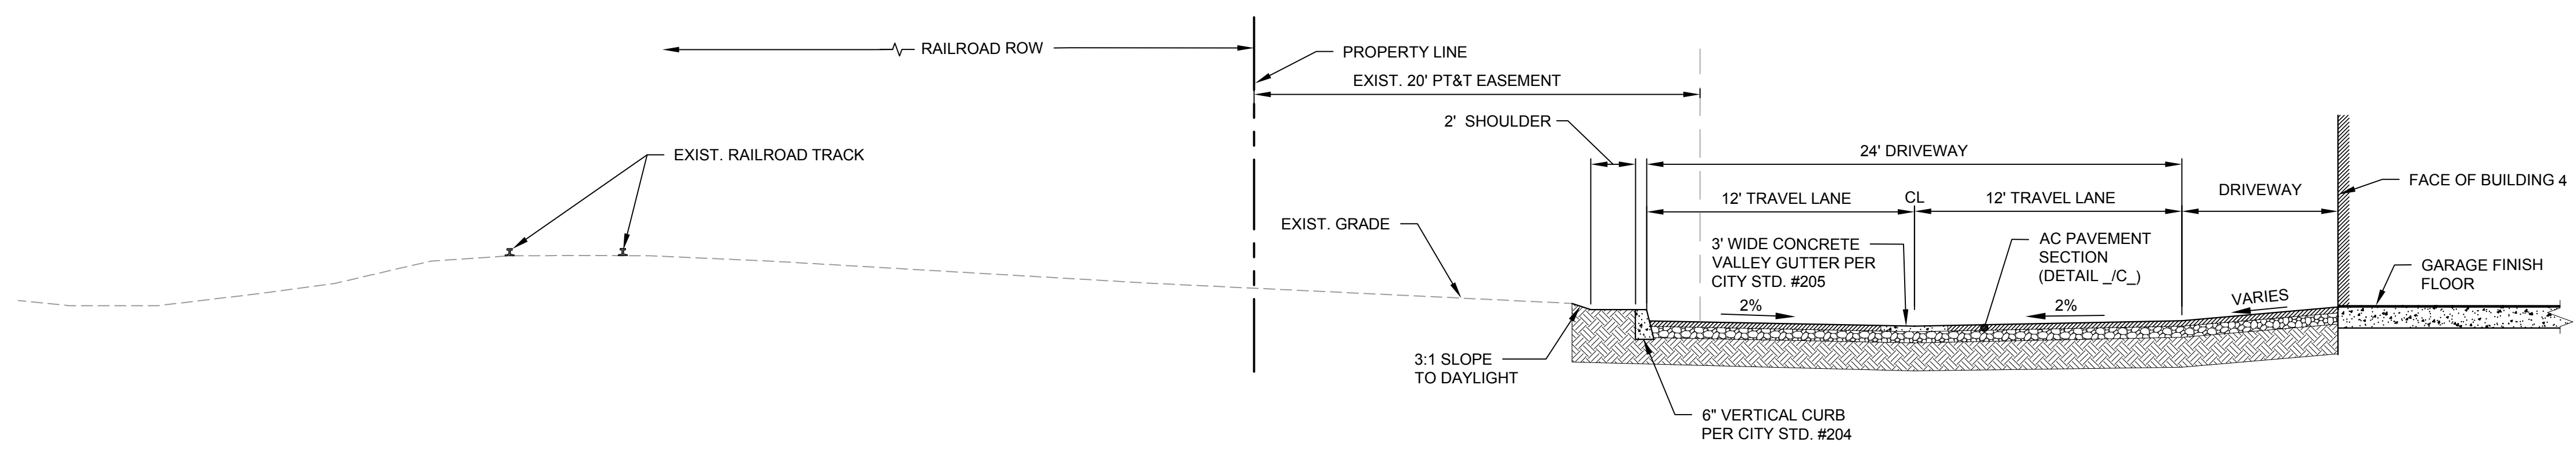 RAILROAD ROW
PROPERTY LINE
EXIST. 20' PT&T EASEMENT
2' SHOULDER
EXIST. RAILROAD TRACK
24' DRIVEWAY
FACE OF BUILDING 4
DRIVEWAY
12' TRAVEL LANE
CL
12' TRAVEL LANE
EXIST. GRADE
3' WIDE CONCRETE
VALLEY GUTTER PER
CITY STD. #205
AC PAVEMENT
SECTION
(DETAIL _/C_)
GARAGE FINISH
FLOOR
2%
2%
VARIES
3:1 SLOPE
TO DAYLIGHT
6" VERTICAL CURB
PER CITY STD. #204